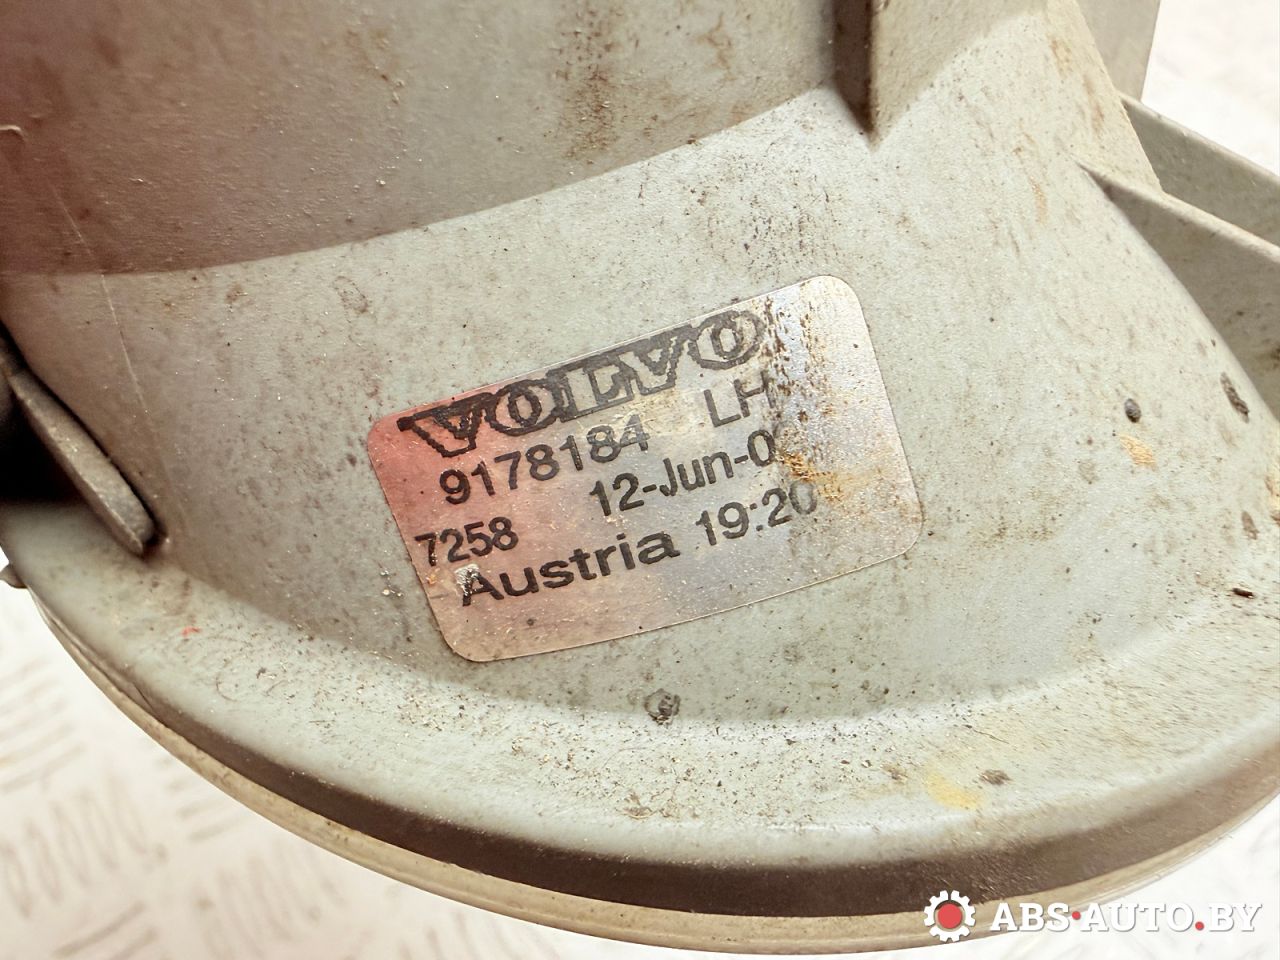 VOLVO
9178184 LH
7258 12-Jun-0
Austria 19:20
ABS-AUTO.BY